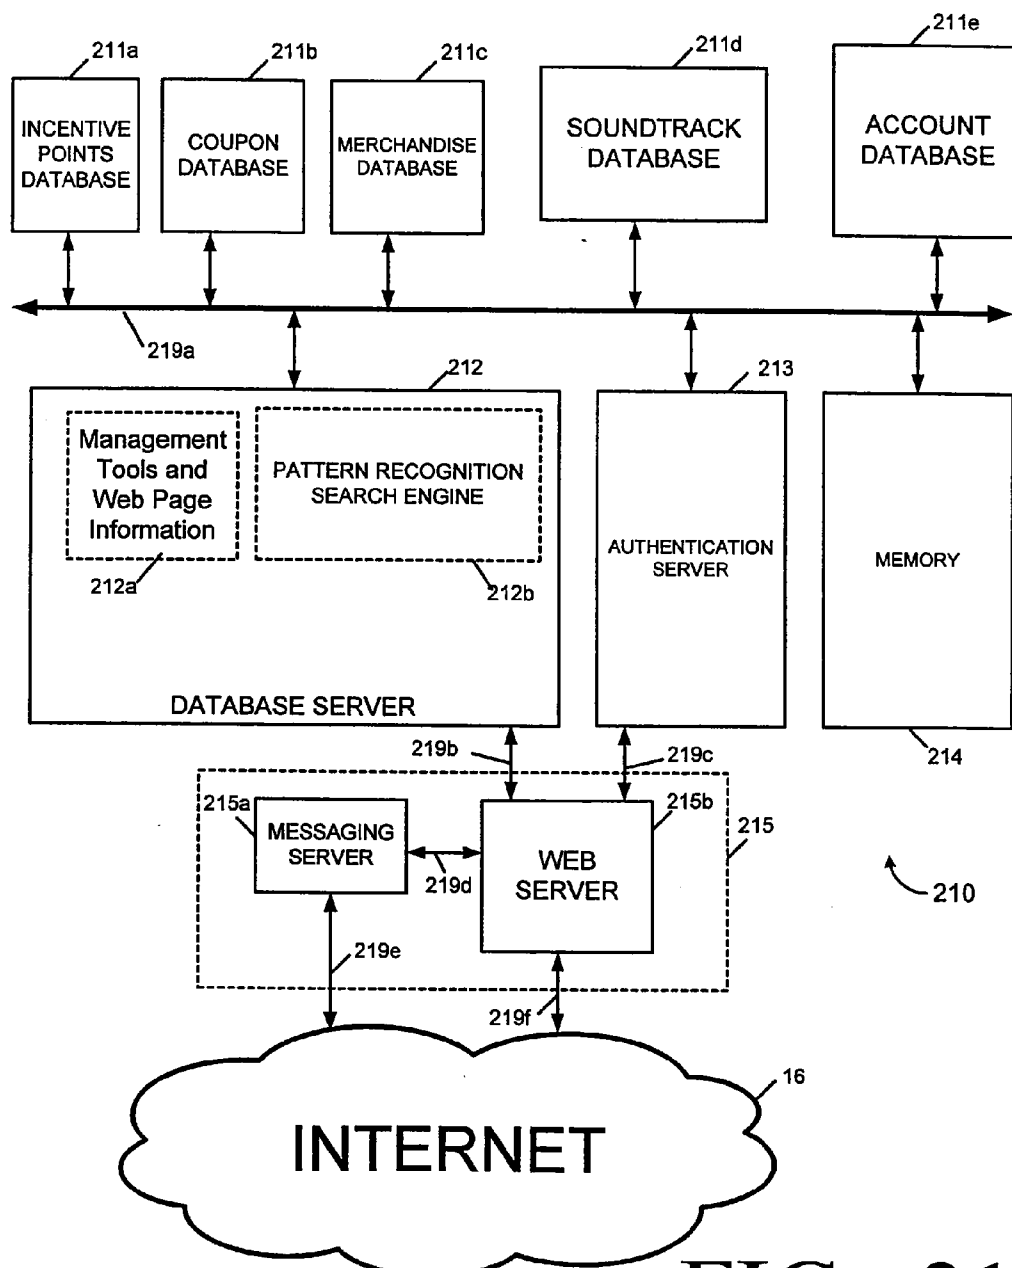 211a
211b
211c
211d
211e
INCENTIVE
POINTS
DATABASE
COUPON
DATABASE
MERCHANDISE
DATABASE
SOUNDTRACK
DATABASE
ACCOUNT
DATABASE
219a
212
213
Management
Tools and
Web Page
Information
PATTERN RECOGNITION
SEARCH ENGINE
212a
212b
DATABASE SERVER
AUTHENTICATION
SERVER
MEMORY
214
219b
219c
215a
215b
215
MESSAGING
SERVER
219d
WEB
SERVER
210
219e
219f
16
INTERNET